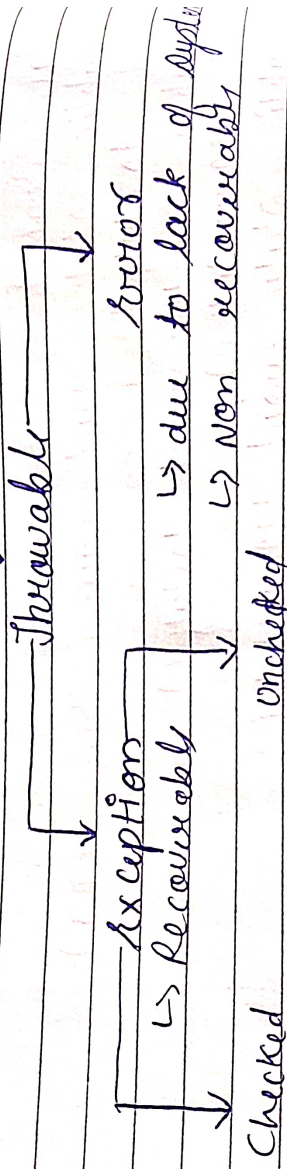 Throwable
Exception Error
↳ Recoverable ↳ due to lack of system
↳ Non recoverable
Checked Unchecked